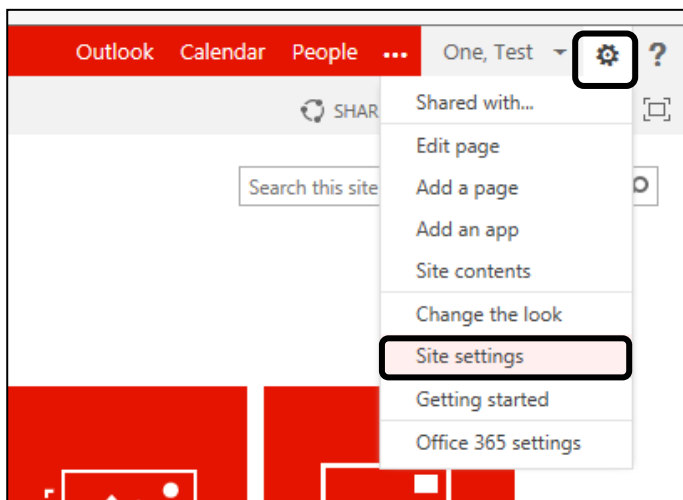 Outlook Calendar People ... One, Test ?
SHAR
Shared with...
Edit page
Search this site
Add a page
Add an app
Site contents
Change the look
Site settings
Getting started
Office 365 settings